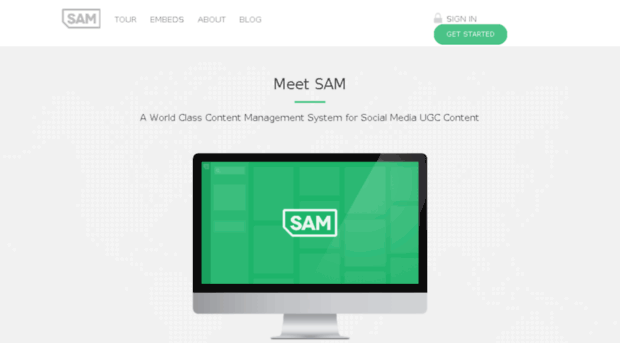 SAM TOUR EMBEDS ABOUT BLOG SIGN IN
GET STARTED
Meet SAM
A World Class Content Management System for Social Media UGC Content
SAM